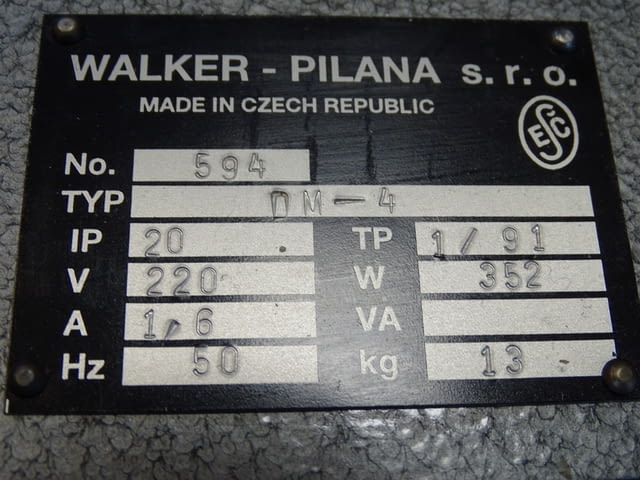 WALKER - PILANA s. r. o.
MADE IN CZECH REPUBLIC
EŠČ
No. 594
TYP DM-4
IP 20 TP 1/91
V 220 W 352
A 1,6 VA
Hz 50 kg 13